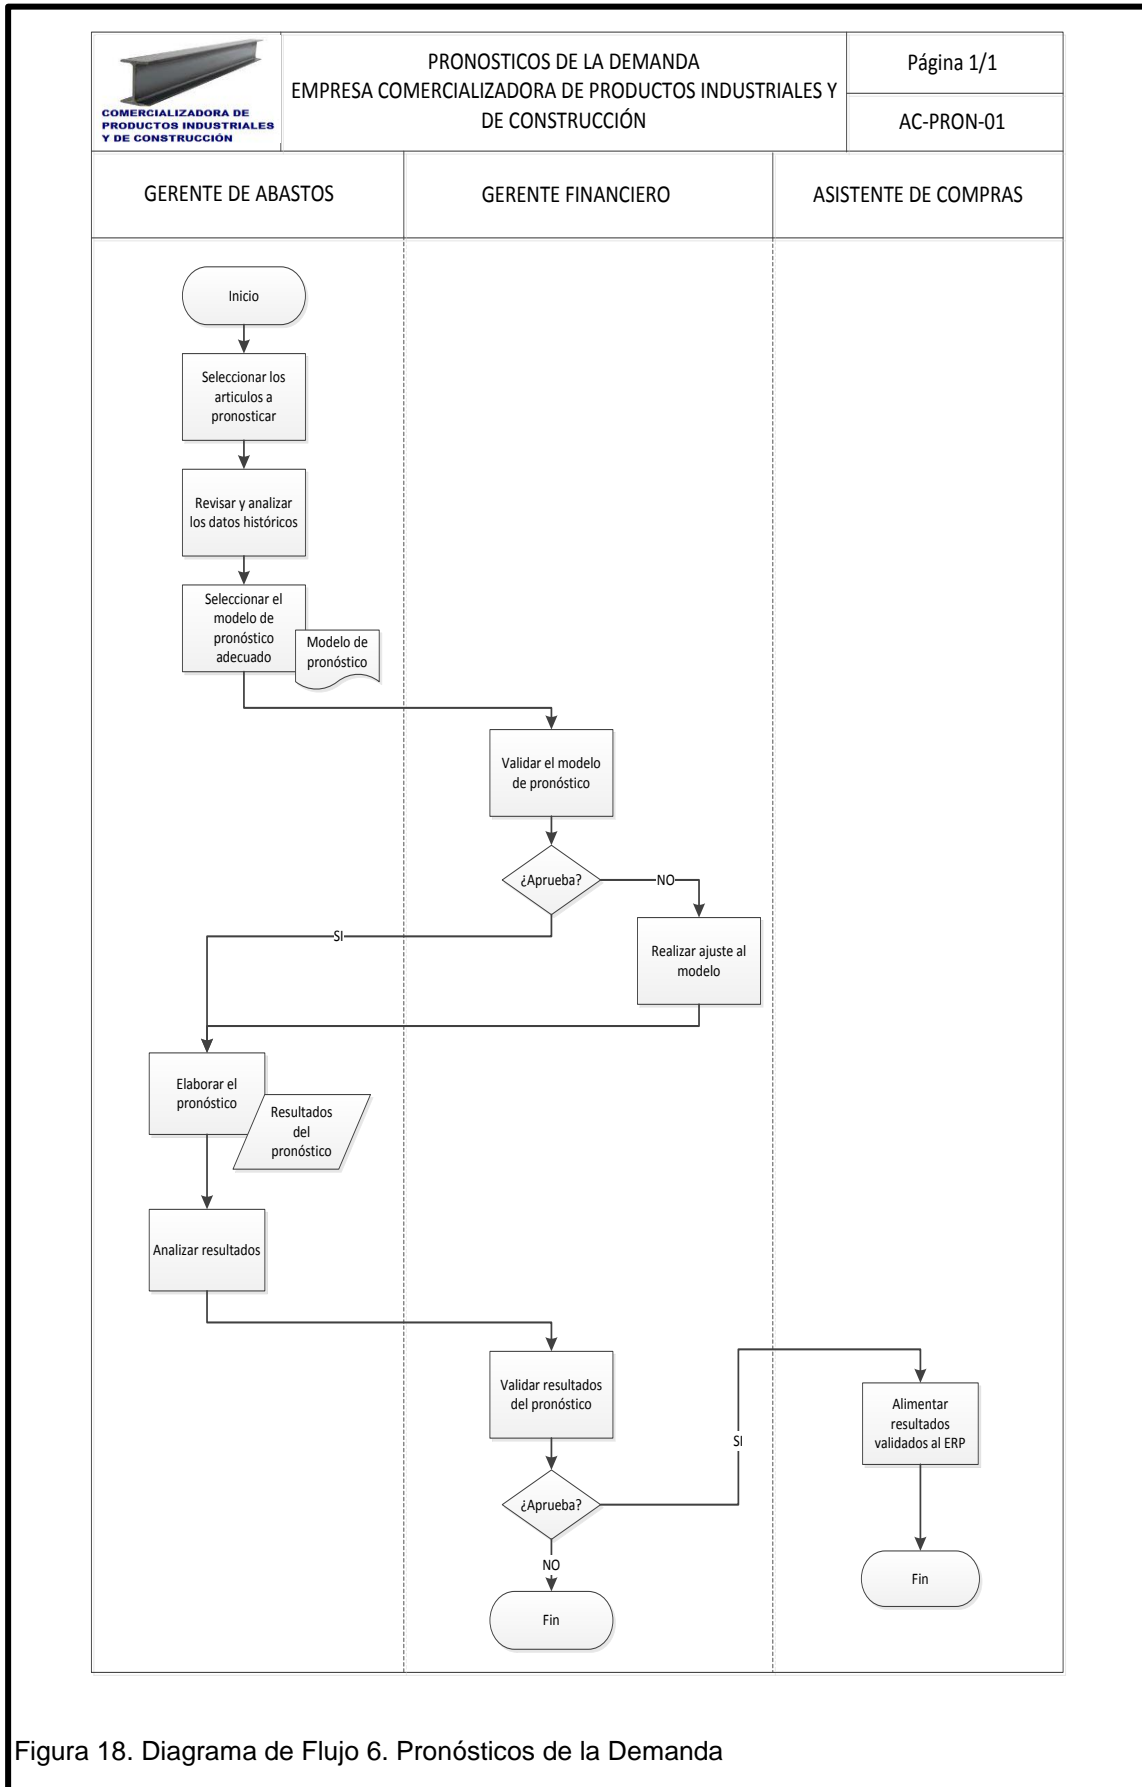 COMERCIALIZADORA DE
PRODUCTOS INDUSTRIALES
Y DE CONSTRUCCIÓN
PRONOSTICOS DE LA DEMANDA
EMPRESA COMERCIALIZADORA DE PRODUCTOS INDUSTRIALES Y
DE CONSTRUCCIÓN
Página 1/1
AC-PRON-01
GERENTE DE ABASTOS
GERENTE FINANCIERO
ASISTENTE DE COMPRAS
Inicio
Seleccionar los
articulos a
pronosticar
Revisar y analizar
los datos históricos
Seleccionar el
modelo de
pronóstico
adecuado
Modelo de
pronóstico
Validar el modelo
de pronóstico
¿Aprueba?
NO
SI
Realizar ajuste al
modelo
Elaborar el
pronóstico
Resultados
del
pronóstico
Analizar resultados
Validar resultados
del pronóstico
¿Aprueba?
SI
NO
Fin
Alimentar
resultados
validados al ERP
Fin
Figura 18. Diagrama de Flujo 6. Pronósticos de la Demanda